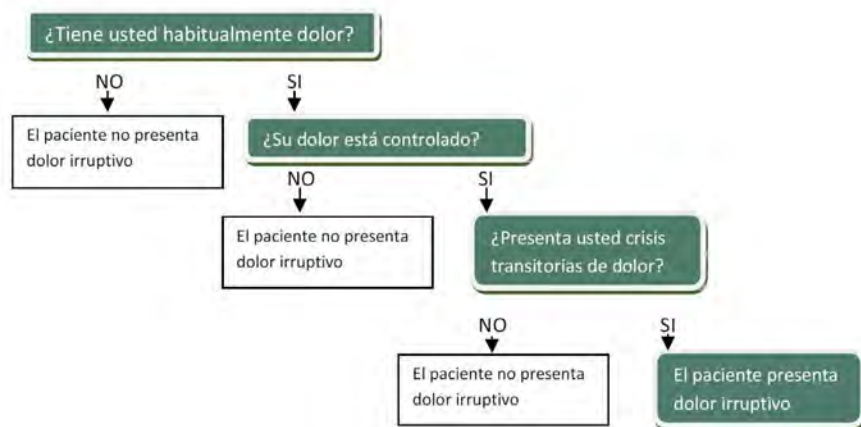 ¿Tiene usted habitualmente dolor?
NO
SI
El paciente no presenta
dolor irruptivo
¿Su dolor está controlado?
NO
SI
El paciente no presenta
dolor irruptivo
¿Presenta usted crisis
transitorias de dolor?
NO
SI
El paciente no presenta
dolor irruptivo
El paciente presenta
dolor irruptivo